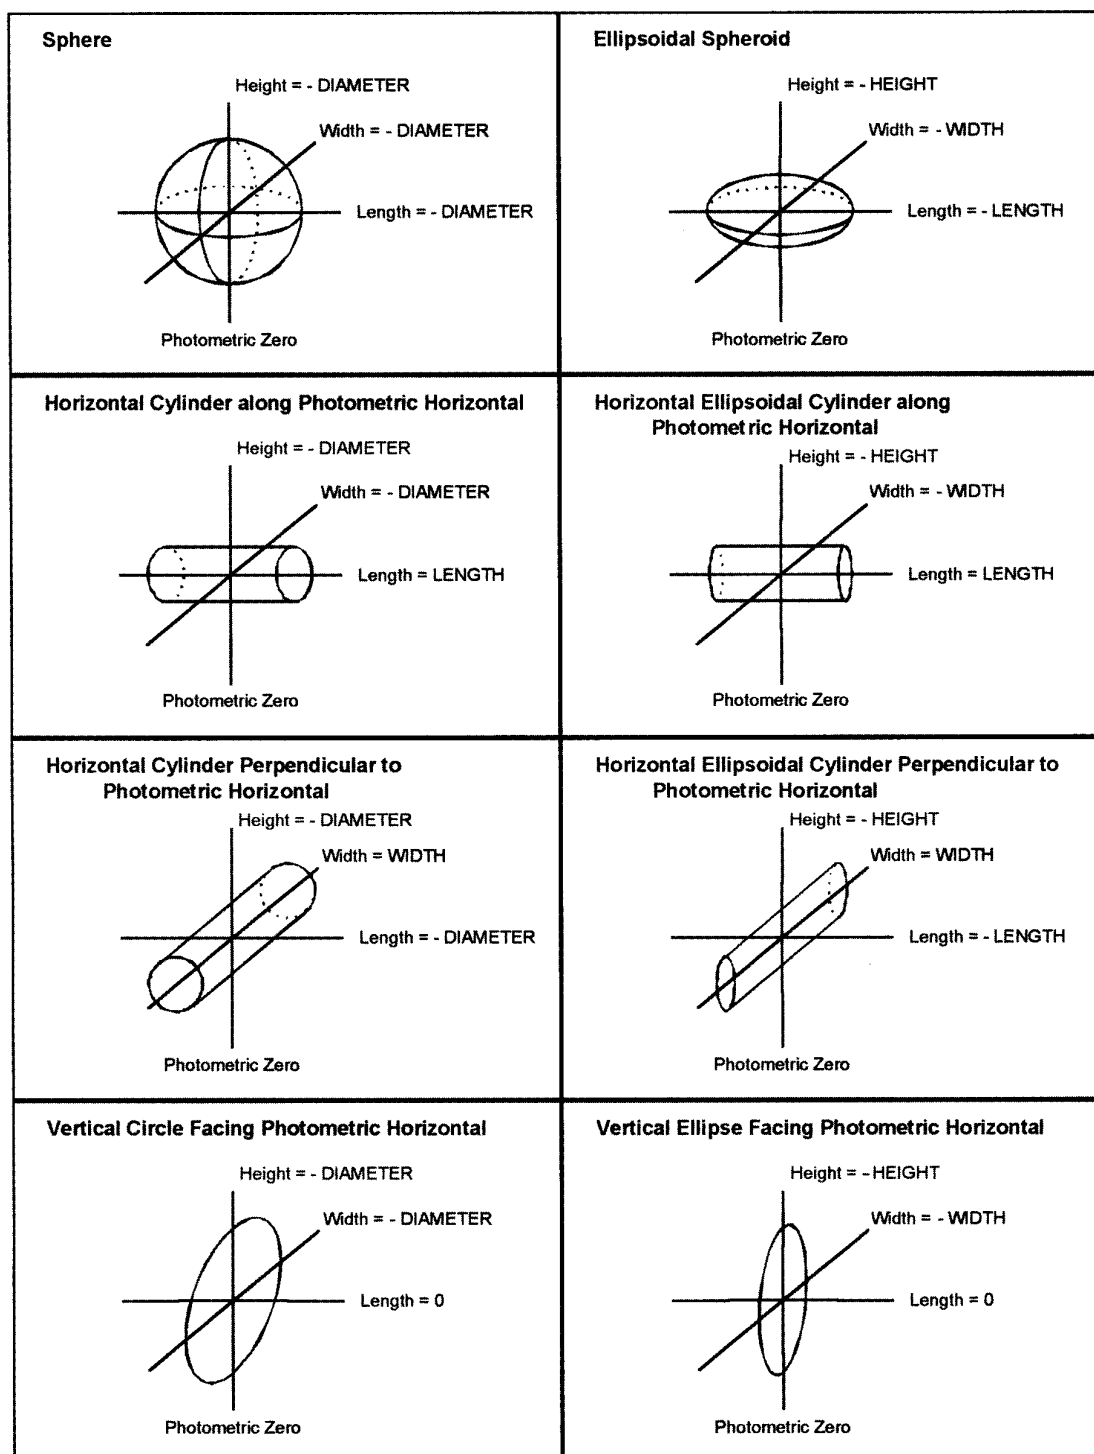 Sphere
Height = - DIAMETER
Width = - DIAMETER
Length = - DIAMETER
Photometric Zero
Ellipsoidal Spheroid
Height = - HEIGHT
Width = - WIDTH
Length = - LENGTH
Photometric Zero
Horizontal Cylinder along Photometric Horizontal
Height = - DIAMETER
Width = - DIAMETER
Length = LENGTH
Photometric Zero
Horizontal Ellipsoidal Cylinder along
Photometric Horizontal
Height = - HEIGHT
Width = - WIDTH
Length = LENGTH
Photometric Zero
Horizontal Cylinder Perpendicular to
Photometric Horizontal
Height = - DIAMETER
Width = WIDTH
Length = - DIAMETER
Photometric Zero
Horizontal Ellipsoidal Cylinder Perpendicular to
Photometric Horizontal
Height = - HEIGHT
Width = WIDTH
Length = - LENGTH
Photometric Zero
Vertical Circle Facing Photometric Horizontal
Height = - DIAMETER
Width = - DIAMETER
Length = 0
Photometric Zero
Vertical Ellipse Facing Photometric Horizontal
Height = - HEIGHT
Width = - WIDTH
Length = 0
Photometric Zero